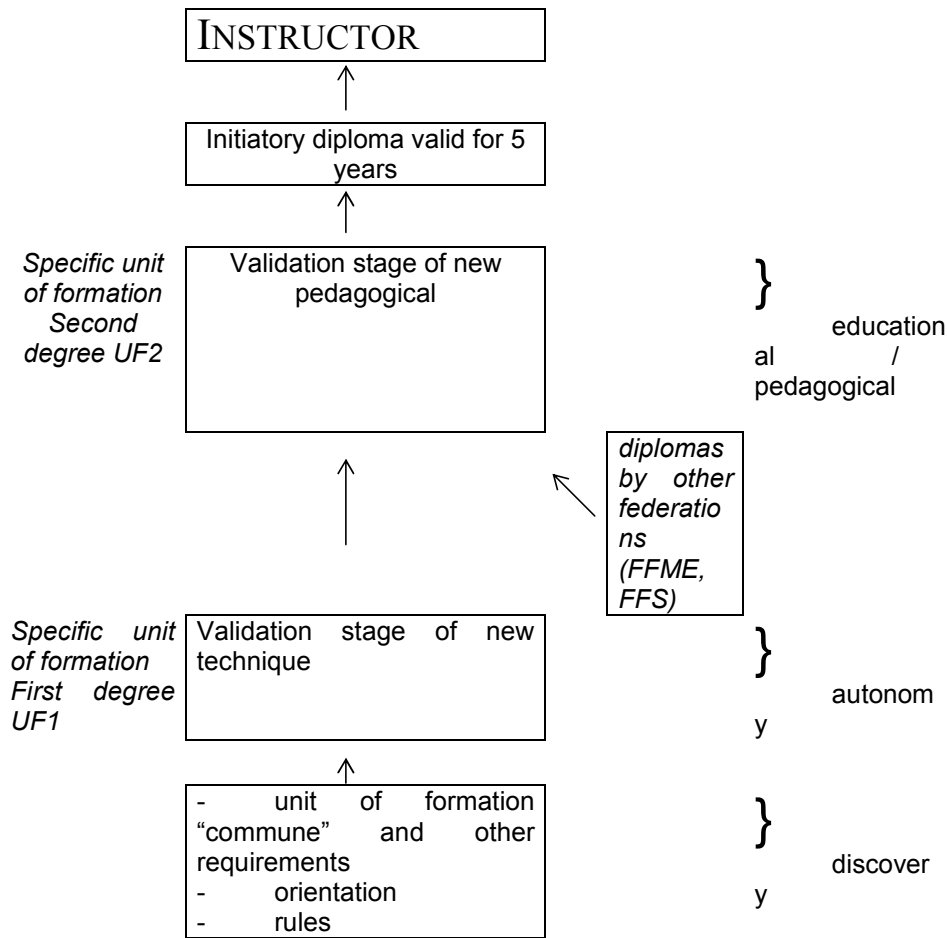 INSTRUCTOR
Initiatory diploma valid for 5
years
Specific unit
of formation
Second
degree UF2
Validation stage of new
pedagogical
}
education
al /
pedagogical
diplomas
by other
federatio
ns
(FFME,
FFS)
Specific unit
of formation
First degree
UF1
Validation stage of new
technique
}
autonom
y
- unit of formation
“commune” and other
requirements
- orientation
- rules
}
discover
y